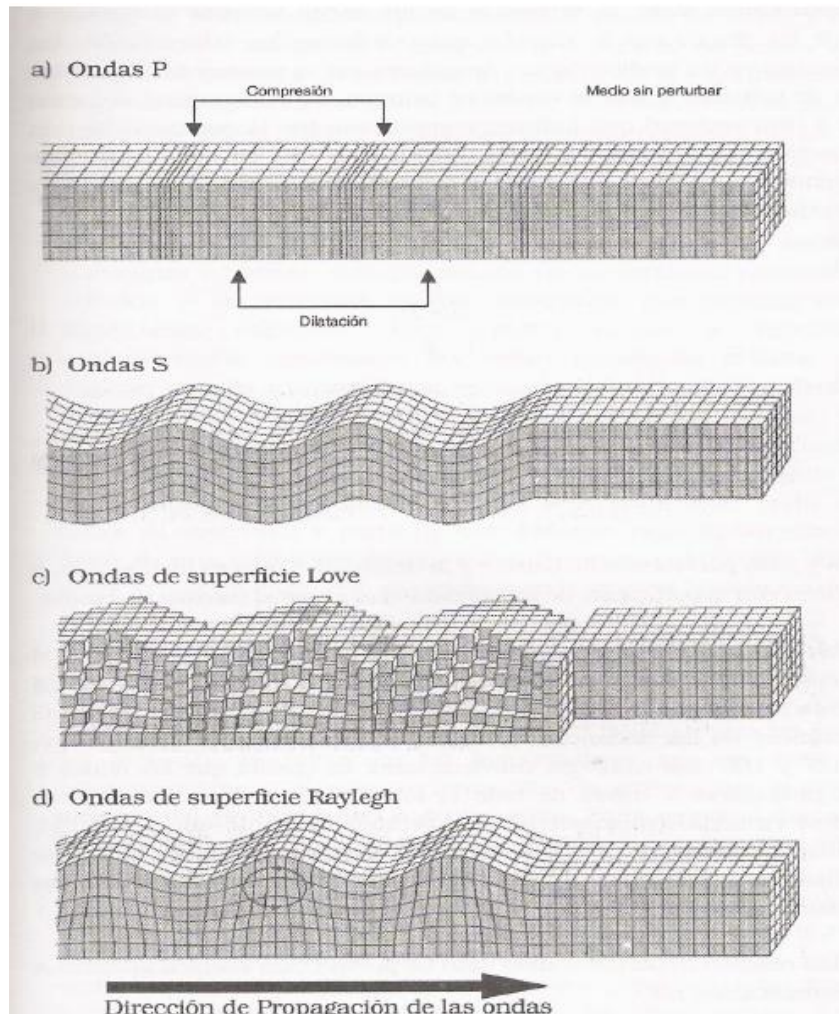 a) Ondas P
Compresión
Medio sin perturbar
Dilatación
b) Ondas S
c) Ondas de superficie Love
d) Ondas de superficie Raylegh
Dirección de Propagación de las ondas